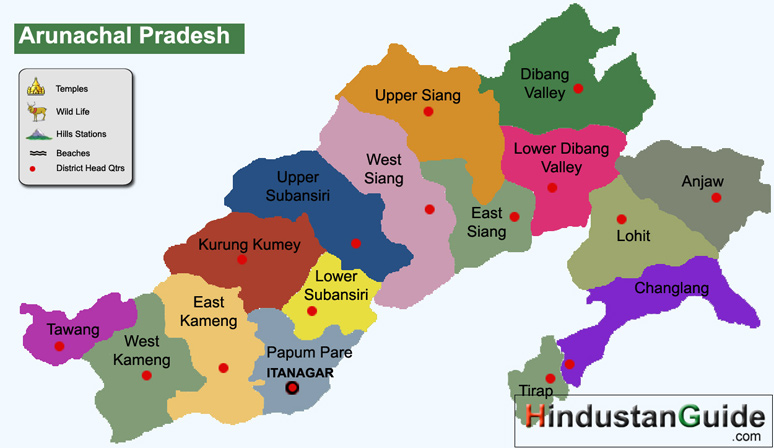 Arunachal Pradesh
Temples
Wild Life
Hills Stations
Beaches
District Head Qtrs
Dibang
Valley
Upper Siang
Lower Dibang
Valley
West
Siang
Anjaw
Upper
Subansiri
East
Siang
Lohit
Kurung Kumey
Lower
Subansiri
Changlang
East
Kameng
Tawang
West
Kameng
Papum Pare
ITANAGAR
Tirap
HindustanGuide
.com